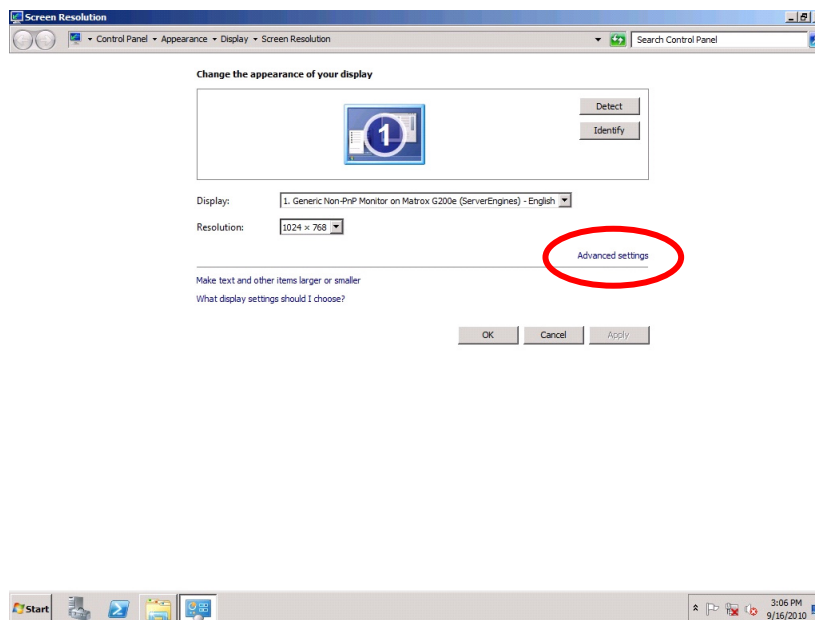 Screen Resolution
Control Panel Appearance Display Screen Resolution
Search Control Panel
Change the appearance of your display
1
Detect
Identify
Display: 1. Generic Non-PnP Monitor on Matrox G200e (ServerEngines) - English
Resolution: 1024 × 768
Advanced settings
Make text and other items larger or smaller
What display settings should I choose?
OK Cancel Apply
Start
3:06 PM
9/16/2010